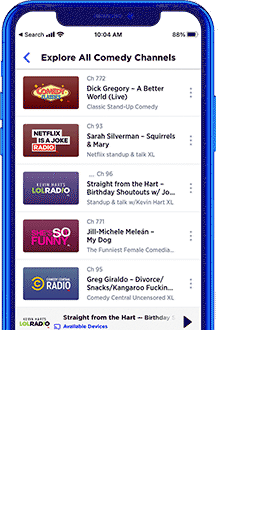 Search
10:04 AM
88%
Explore All Comedy Channels
COMEDY
CLASSICS
Ch 772
Dick Gregory – A Better
World (Live)
Classic Stand-Up Comedy
NETFLIX
IS A JOKE
RADIO
Ch 93
Sarah Silverman – Squirrels
& Mary
Netflix standup & talk XL
KEVIN HART'S
LOL RADIO
... Ch 96
Straight from the Hart –
Birthday Shoutouts w/ Jo...
Standup & talk w/Kevin Hart XL
SHE'S SO
FUNNY
Ch 771
Jill-Michele Meleán –
My Dog
The Funniest Female Comedia...
COMEDY CENTRAL
RADIO
Ch 95
Greg Giraldo – Divorce/
Snacks/Kangaroo Fuckin...
Comedy Central Uncensored XL
KEVIN HART'S
LOL RADIO
Straight from the Hart – Birthday S
Available Devices